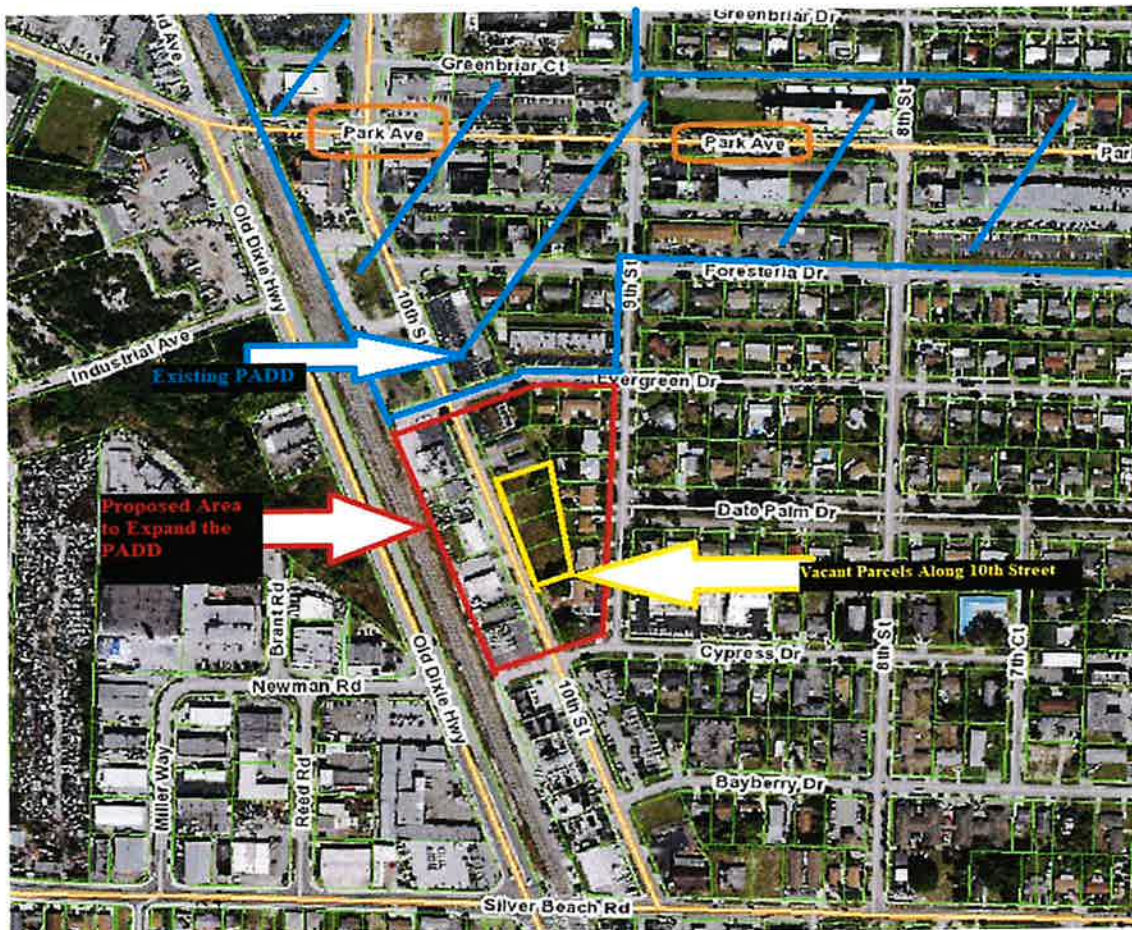 Greenbriar Dr
Greenbriar Ct
8th St
Park Ave
Park Ave
Old Dixie Hwy
10th St
9th St
Foresteria Dr
Industrial Ave
Existing PADD
Evergreen Dr
Proposed Area
to Expand the
PADD
Date Palm Dr
Vacant Parcels Along 10th Street
Brant Rd
Cypress Dr
8th St
7th Ct
Newman Rd
Old Dixie Hwy
10th St
Miller Way
Reed Rd
Bayberry Dr
Silver Beach Rd